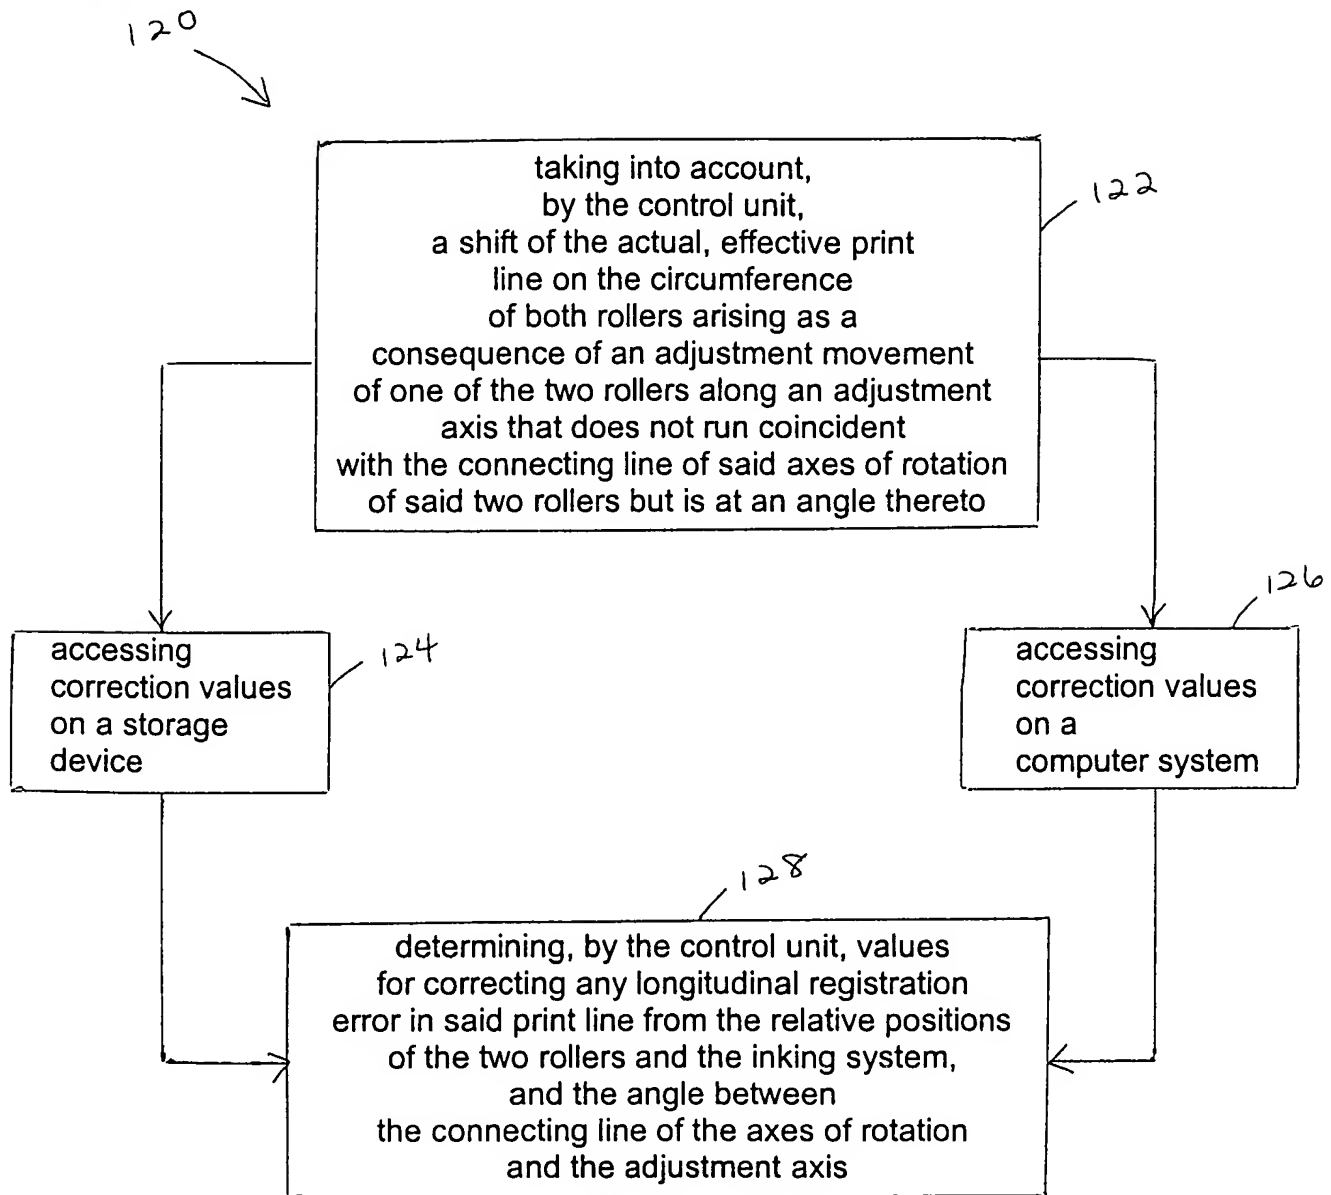 120
taking into account,
by the control unit,
a shift of the actual, effective print
line on the circumference
of both rollers arising as a
consequence of an adjustment movement
of one of the two rollers along an adjustment
axis that does not run coincident
with the connecting line of said axes of rotation
of said two rollers but is at an angle thereto
122
accessing
correction values
on a storage
device
124
accessing
correction values
on a
computer system
126
128
determining, by the control unit, values
for correcting any longitudinal registration
error in said print line from the relative positions
of the two rollers and the inking system,
and the angle between
the connecting line of the axes of rotation
and the adjustment axis